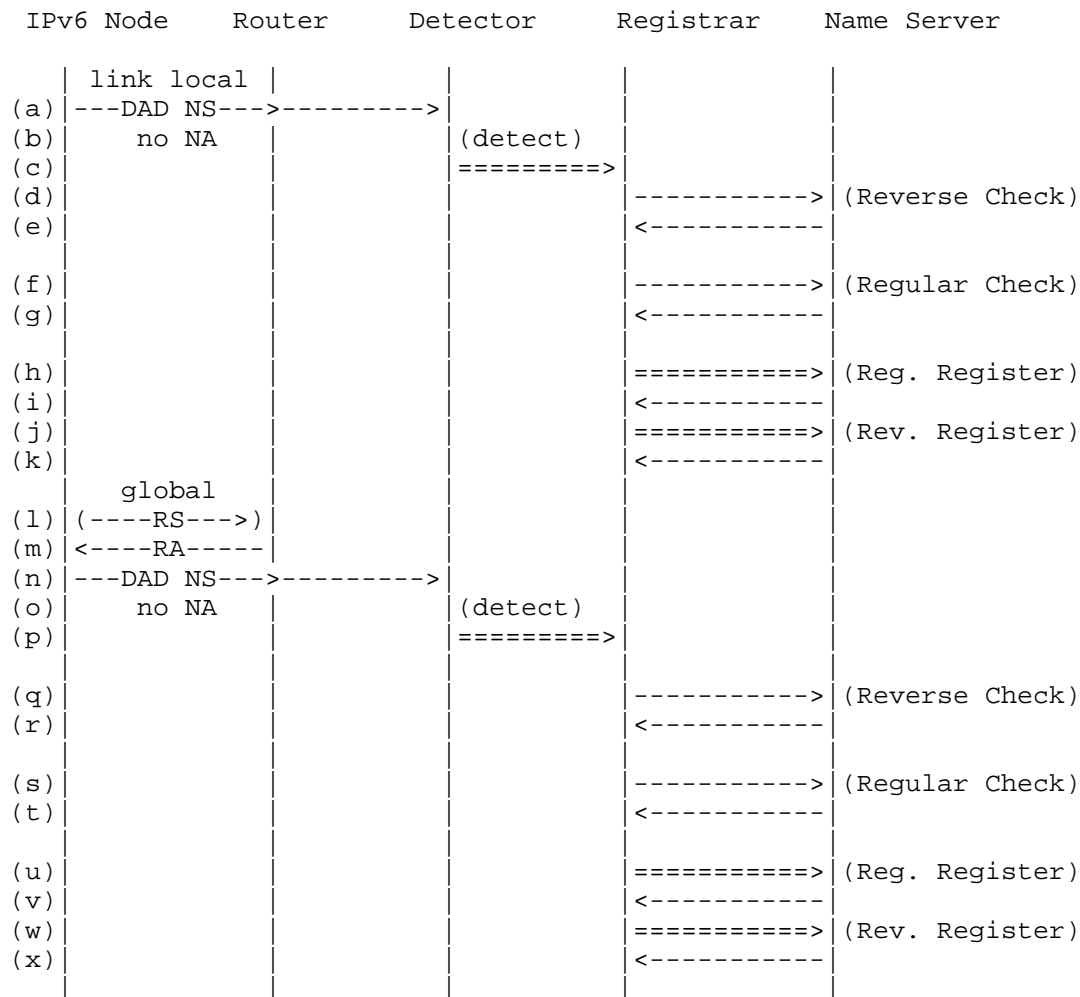 IPv6 Node     Router        Detector      Registrar     Name Server
    |  link local  |            |            |              |
(a)|---DAD NS--->--------->|            |              |
(b)|     no NA     |            |(detect)    |              |
(c)|               |            |=========>|              |
(d)|               |            |            |----------->|(Reverse Check)
(e)|               |            |            |<-----------|
    |               |            |            |              |
(f)|               |            |            |----------->|(Regular Check)
(g)|               |            |            |<-----------|
    |               |            |            |              |
(h)|               |            |            |===========>|(Reg. Register)
(i)|               |            |            |<-----------|
(j)|               |            |            |===========>|(Rev. Register)
(k)|               |            |            |<-----------|
    |    global     |            |            |              |
(l)|(----RS--->)|            |            |              |
(m)|<----RA-----|            |            |              |
(n)|---DAD NS--->--------->|            |              |
(o)|     no NA     |            |(detect)    |              |
(p)|               |            |=========>|              |
    |               |            |            |              |
(q)|               |            |            |----------->|(Reverse Check)
(r)|               |            |            |<-----------|
    |               |            |            |              |
(s)|               |            |            |----------->|(Regular Check)
(t)|               |            |            |<-----------|
    |               |            |            |              |
(u)|               |            |            |===========>|(Reg. Register)
(v)|               |            |            |<-----------|
(w)|               |            |            |===========>|(Rev. Register)
(x)|               |            |            |<-----------|
    |               |            |            |              |